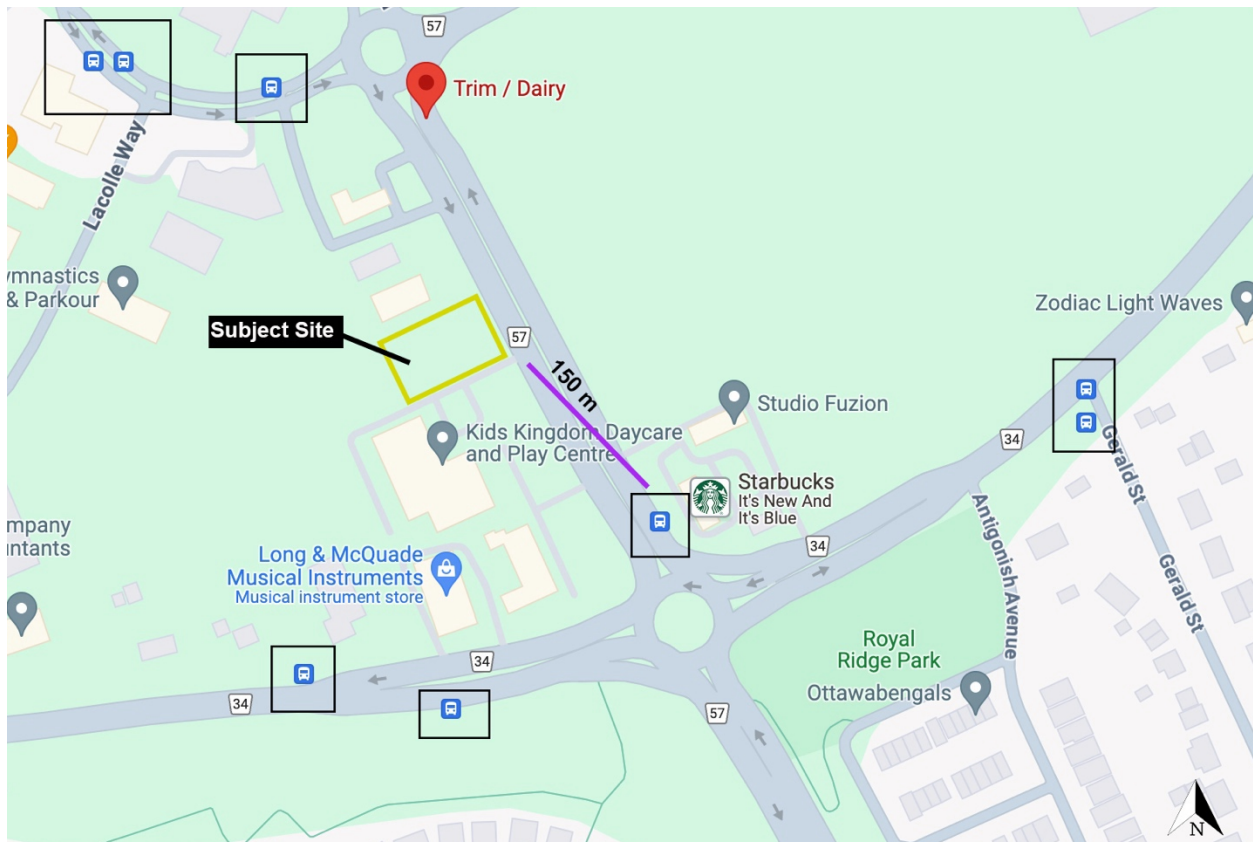 57
Trim / Dairy
Lacolle Way
ymnastics
& Parkour
Zodiac Light Waves
Subject Site
57
150 m
Studio Fuzion
Kids Kingdom Daycare
and Play Centre
34
Gerald St
Starbucks
It's New And
It's Blue
ompany
untants
34
Antigonish Avenue
Gerald St
Long & McQuade
Musical Instruments
Musical instrument store
Royal
Ridge Park
34
Ottawabengals
34
57
N